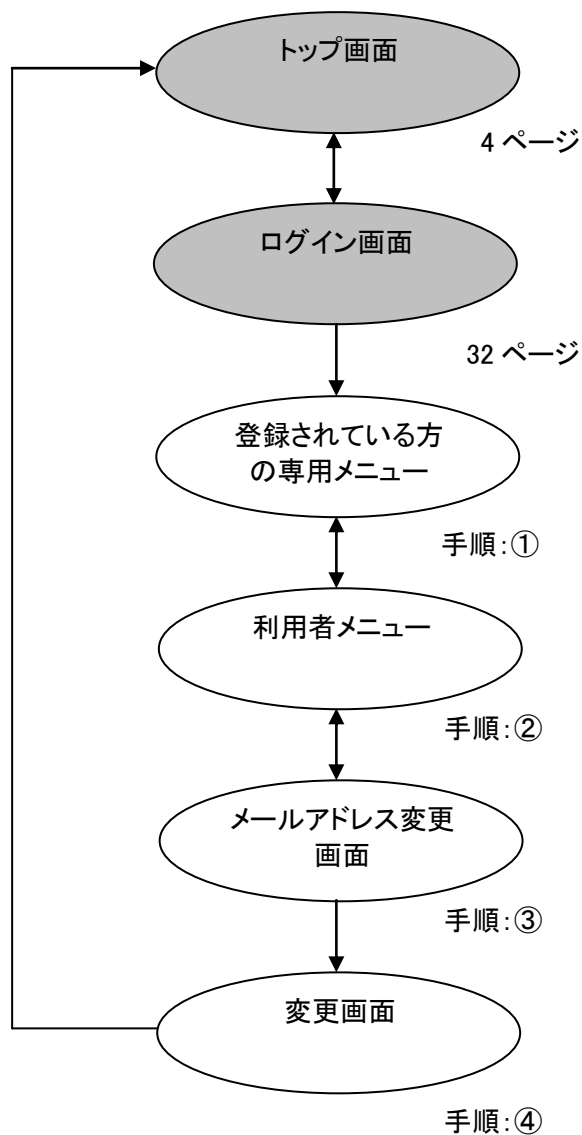 トップ画面
4 ページ
ログイン画面
32 ページ
登録されている方
の専用メニュー
手順:①
利用者メニュー
手順:②
メールアドレス変更
画面
手順:③
変更画面
手順:④